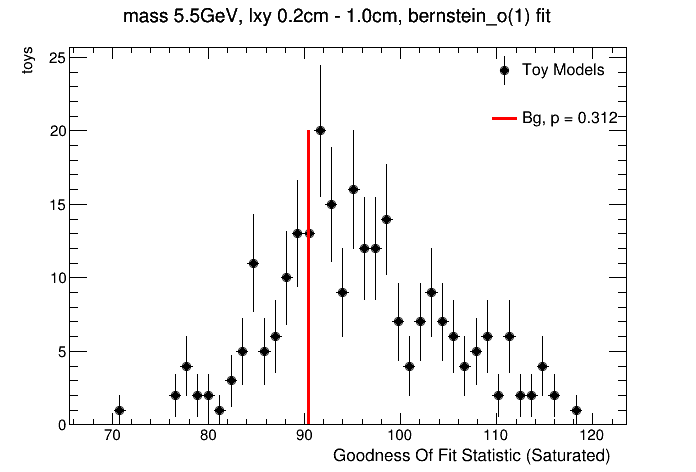 mass 5.5GeV, lxy 0.2cm - 1.0cm, bernstein_o(1) fit
toys
25
20
15
10
5
0
Toy Models
Bg, p = 0.312
70 80 90 100 110 120
Goodness Of Fit Statistic (Saturated)